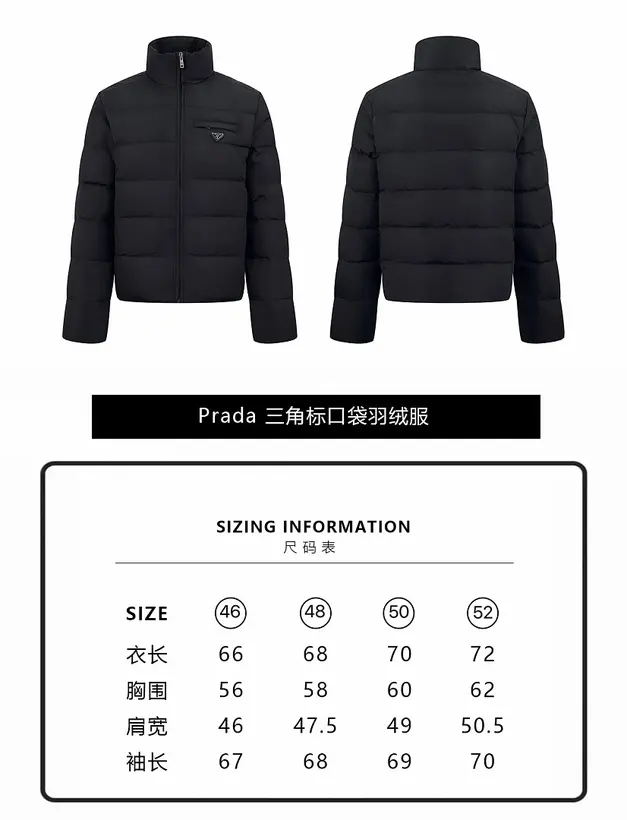 Prada 三角标口袋羽绒服
SIZING INFORMATION
尺码表
SIZE 46 48 50 52
衣长 66 68 70 72
胸围 56 58 60 62
肩宽 46 47.5 49 50.5
袖长 67 68 69 70